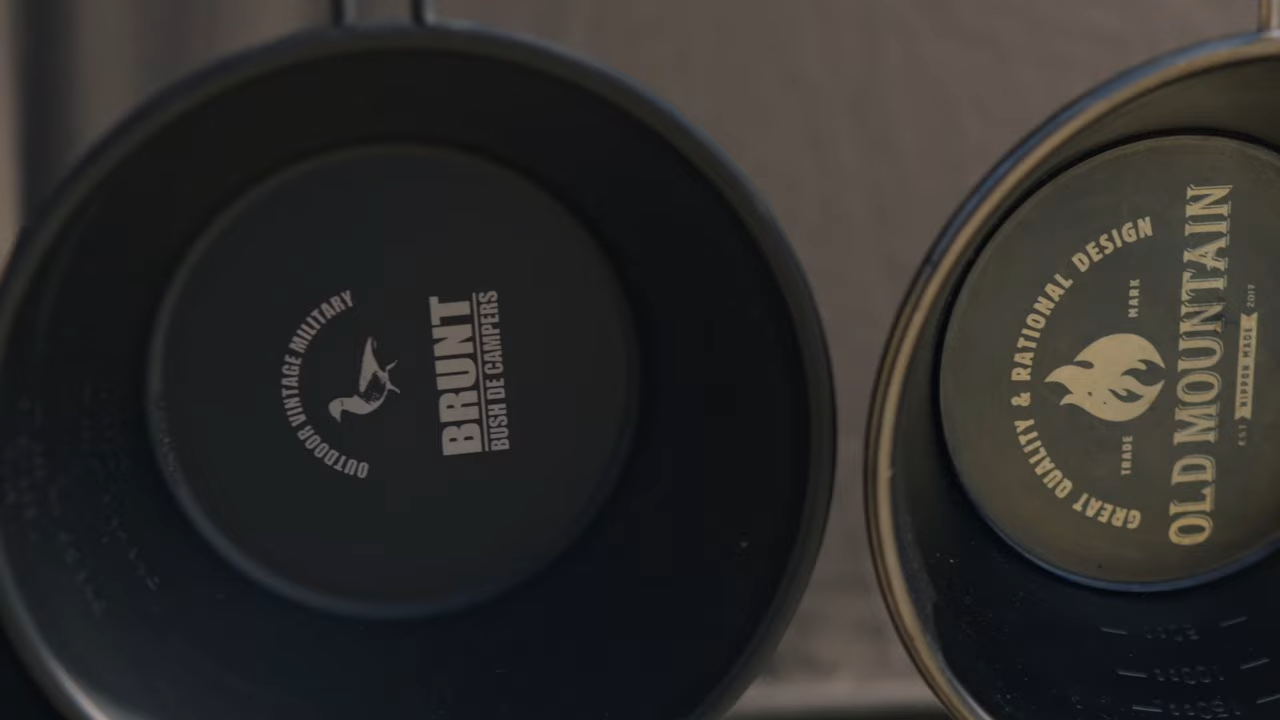 OUTDOOR VINTAGE MILITARY
BRUNT
BUSH DE CAMPERS
GREAT QUALITY & RATIONAL DESIGN
TRADE MARK
OLD MOUNTAIN
EST NIPPON MADE 2017